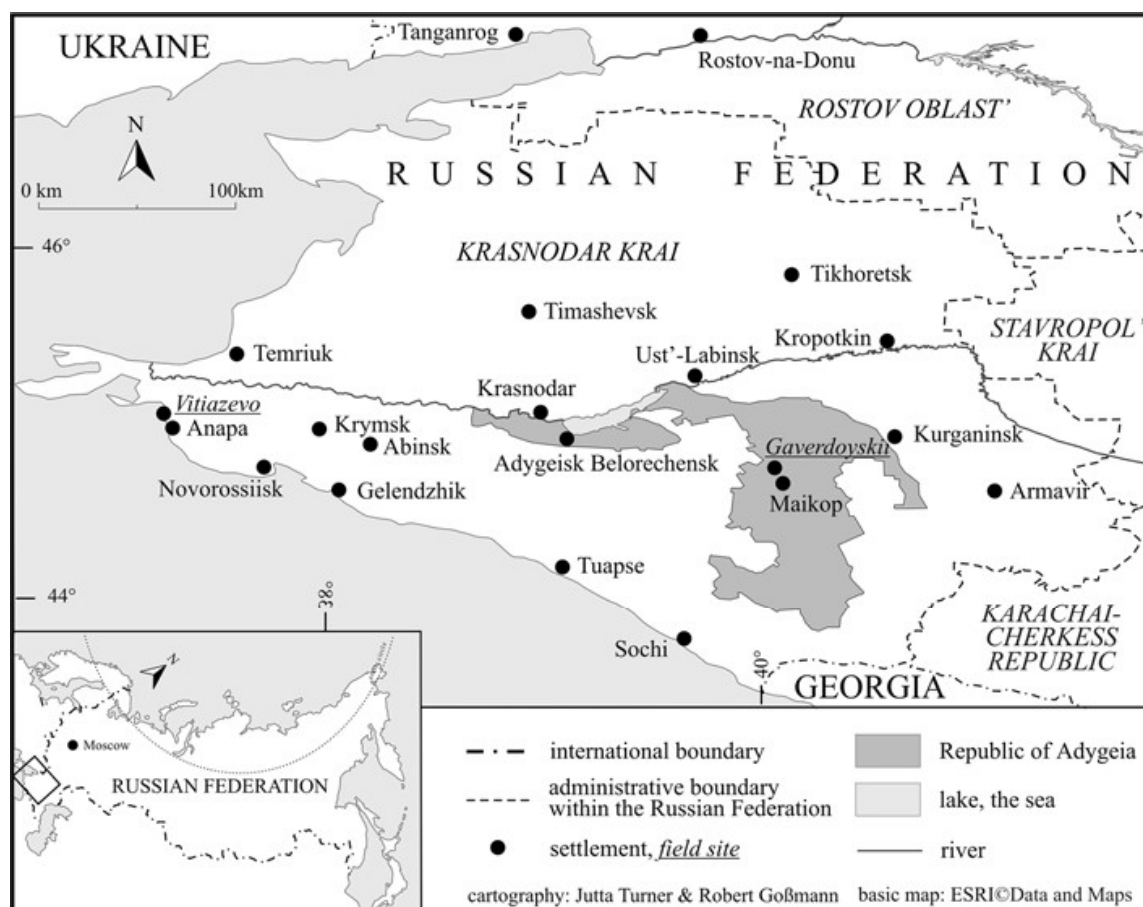 UKRAINE
Tanganrog
Rostov-na-Donu
ROSTOV OBLAST’
N
RUSSIAN FEDERATION
0 km 100km
46°
KRASNODAR KRAI
Tikhoretsk
Timashevsk
STAVROPOL’
KRAI
Kropotkin
Temriuk
Ust’-Labinsk
Krasnodar
Vitiazevo
Anapa
Krymsk
Abinsk
Adygeisk Belorechensk
Gaverdoyskii
Kurganinsk
Novorossiisk
Gelendzhik
Maikop
Armavir
Tuapse
44°
38°
KARACHAI-
CHERKESS
REPUBLIC
Sochi
40°
GEORGIA
N
Moscow
RUSSIAN FEDERATION
international boundary
administrative boundary
within the Russian Federation
settlement, field site
Republic of Adygeia
lake, the sea
river
cartography: Jutta Turner & Robert Goßmann basic map: ESRI©Data and Maps